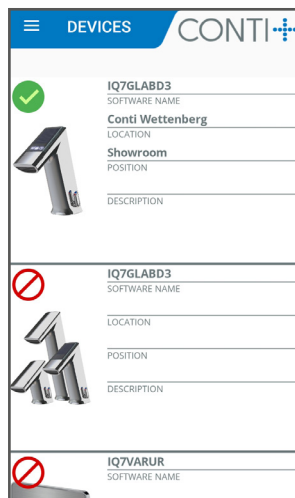 DEVICES
CONTI+
IQ7GLABD3
SOFTWARE NAME
Conti Wettenberg
LOCATION
Showroom
POSITION
DESCRIPTION
IQ7GLABD3
SOFTWARE NAME
LOCATION
POSITION
DESCRIPTION
IQ7VARUR
SOFTWARE NAME